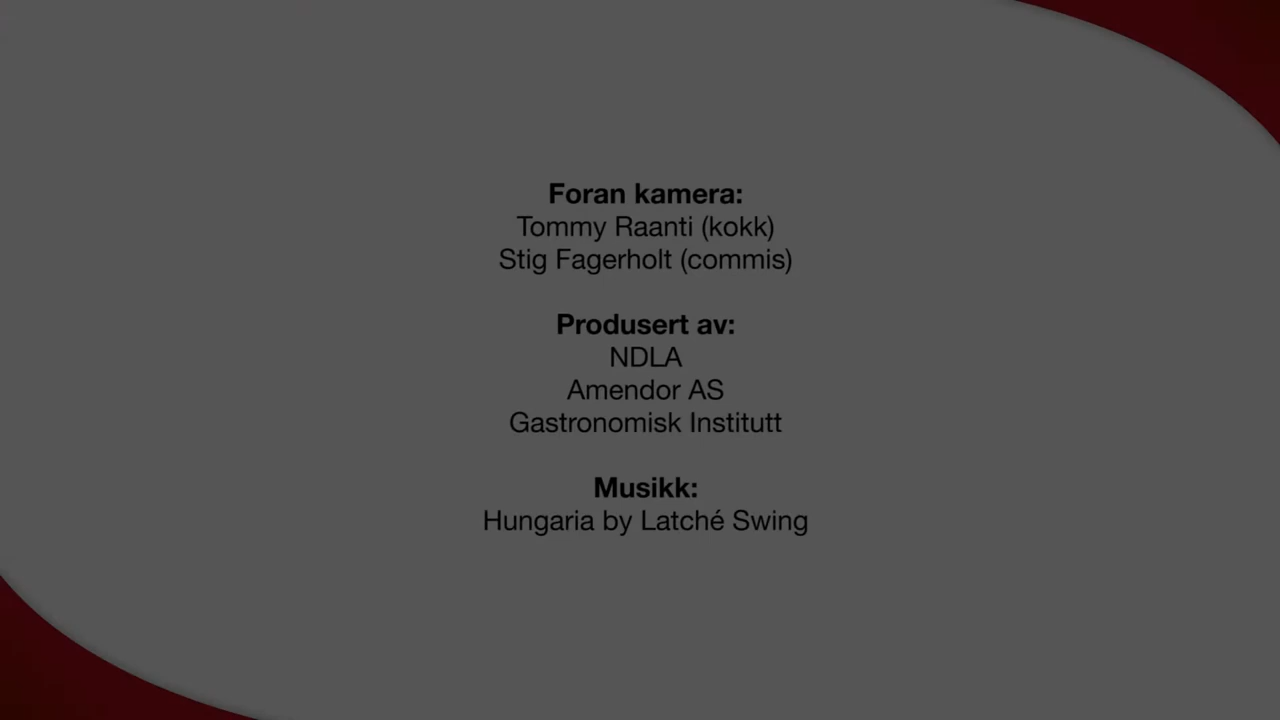 Foran kamera:
Tommy Raanti (kokk)
Stig Fagerholt (commis)
Produsert av:
NDLA
Amendor AS
Gastronomisk Institutt
Musikk:
Hungaria by Latché Swing